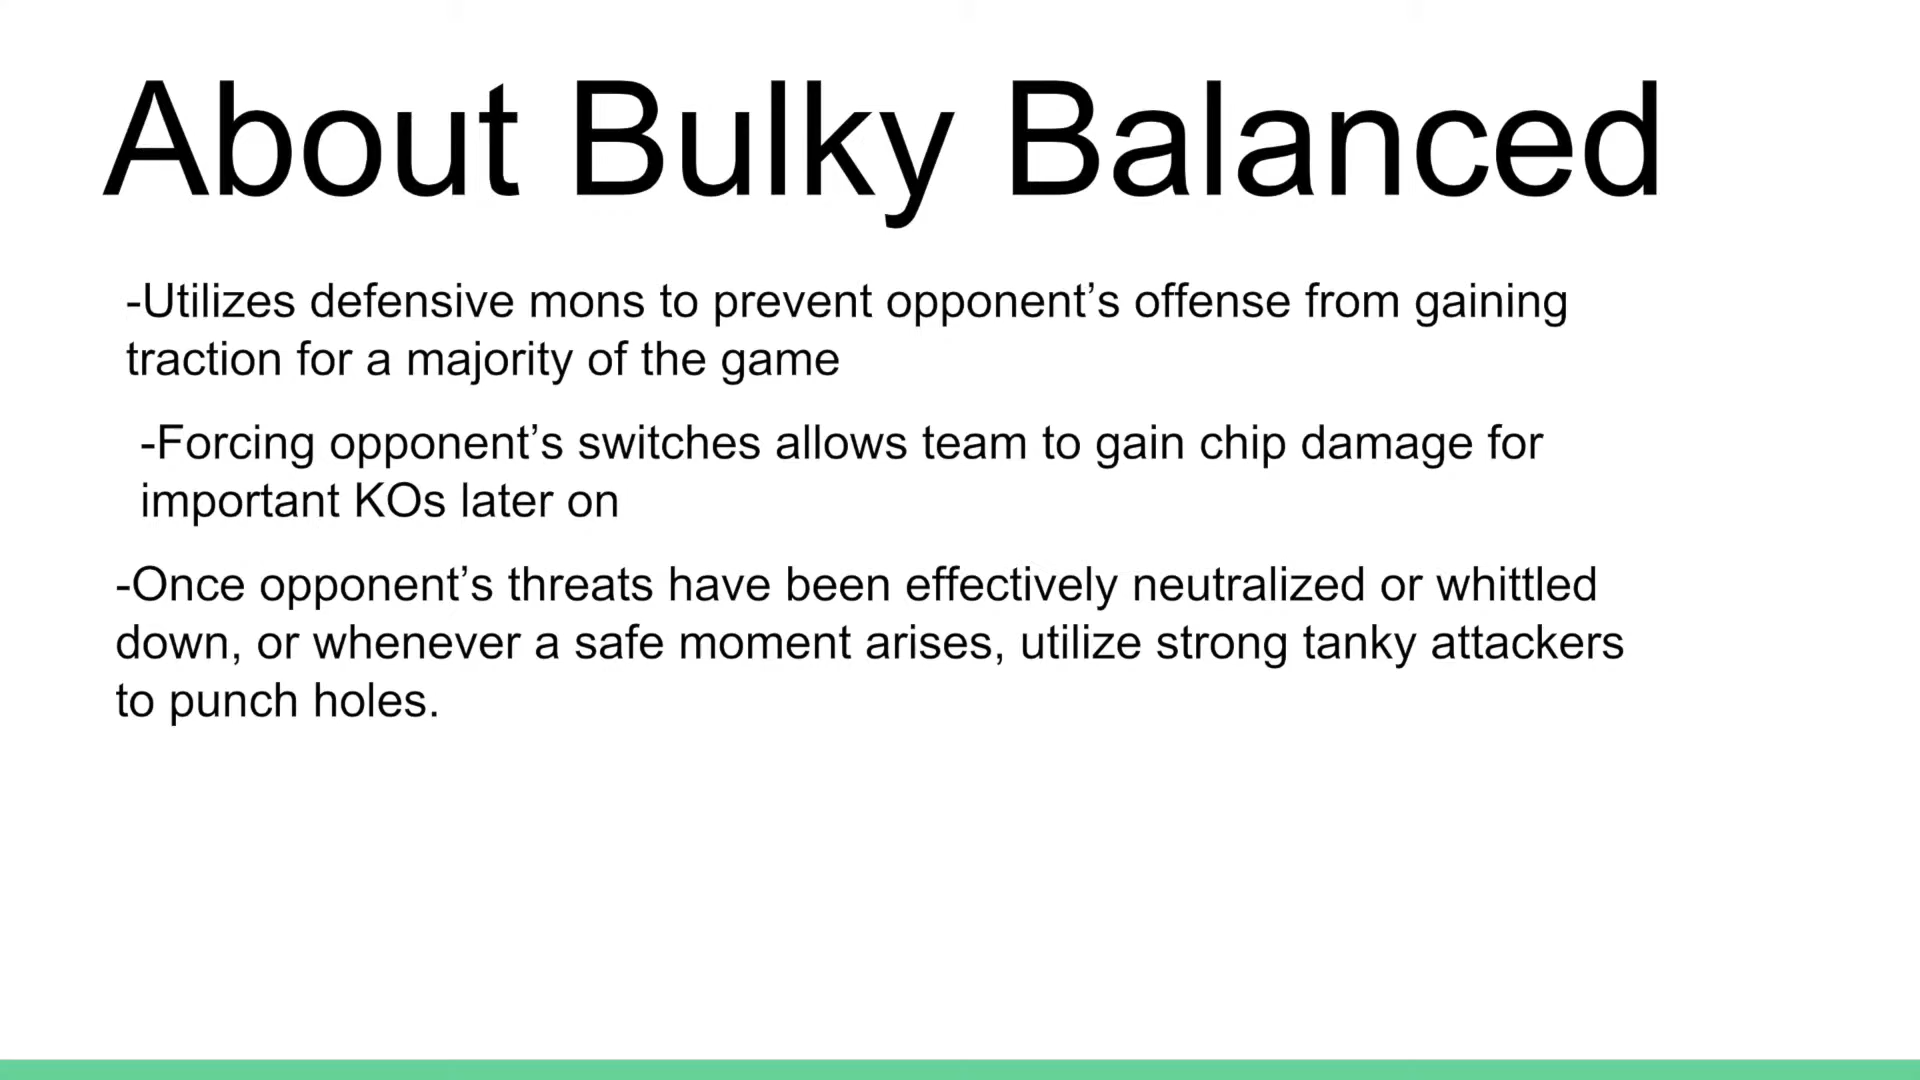 About Bulky Balanced
-Utilizes defensive mons to prevent opponent’s offense from gaining
traction for a majority of the game
-Forcing opponent’s switches allows team to gain chip damage for
important KOs later on
-Once opponent’s threats have been effectively neutralized or whittled
down, or whenever a safe moment arises, utilize strong tanky attackers
to punch holes.